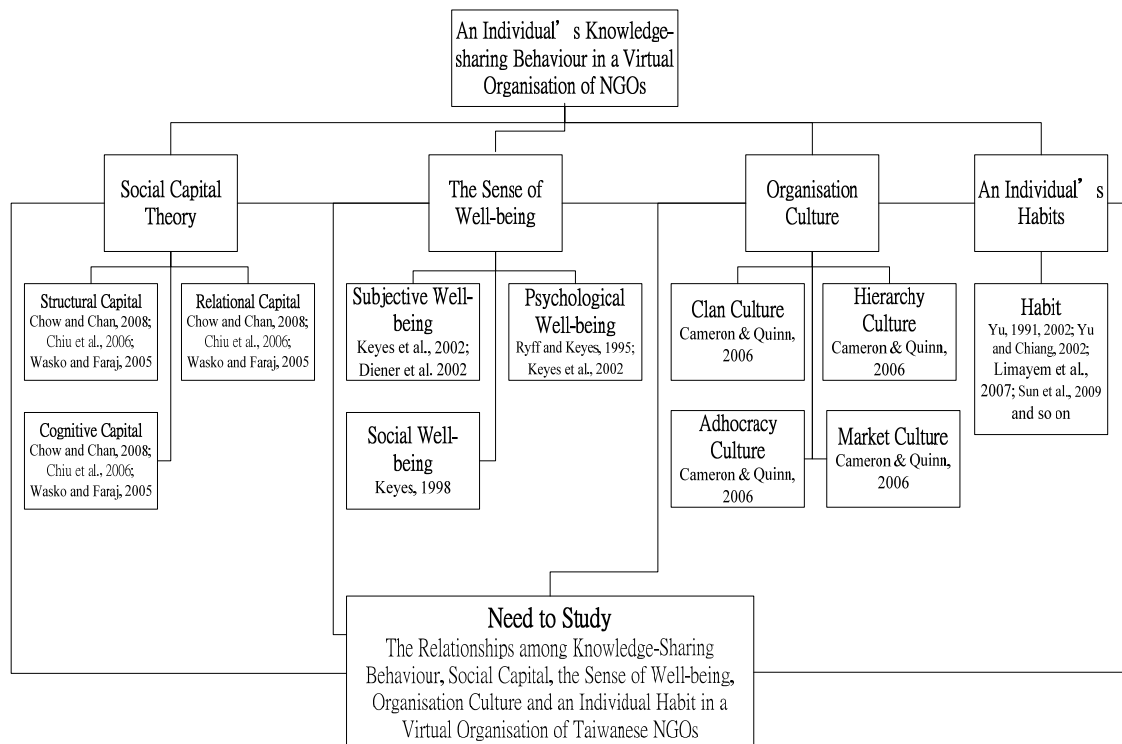 An Individual’s Knowledge-
sharing Behaviour in a Virtual
Organisation of NGOs
Social Capital
Theory
The Sense of
Well-being
Organisation
Culture
An Individual’s
Habits
Structural Capital
Chow and Chan, 2008;
Chiu et al., 2006;
Wasko and Faraj, 2005
Relational Capital
Chow and Chan, 2008;
Chiu et al., 2006;
Wasko and Faraj, 2005
Cognitive Capital
Chow and Chan, 2008;
Chiu et al., 2006;
Wasko and Faraj, 2005
Subjective Well-
being
Keyes et al., 2002;
Diener et al. 2002
Psychological
Well-being
Ryff and Keyes, 1995;
Keyes et al., 2002
Social Well-
being
Keyes, 1998
Clan Culture
Cameron & Quinn,
2006
Hierarchy
Culture
Cameron & Quinn,
2006
Adhocracy
Culture
Cameron & Quinn,
2006
Market Culture
Cameron & Quinn,
2006
Habit
Yu, 1991, 2002; Yu
and Chiang, 2002;
Limayem et al.,
2007; Sun et al., 2009
and so on
Need to Study
The Relationships among Knowledge-Sharing
Behaviour, Social Capital, the Sense of Well-being,
Organisation Culture and an Individual Habit in a
Virtual Organisation of Taiwanese NGOs